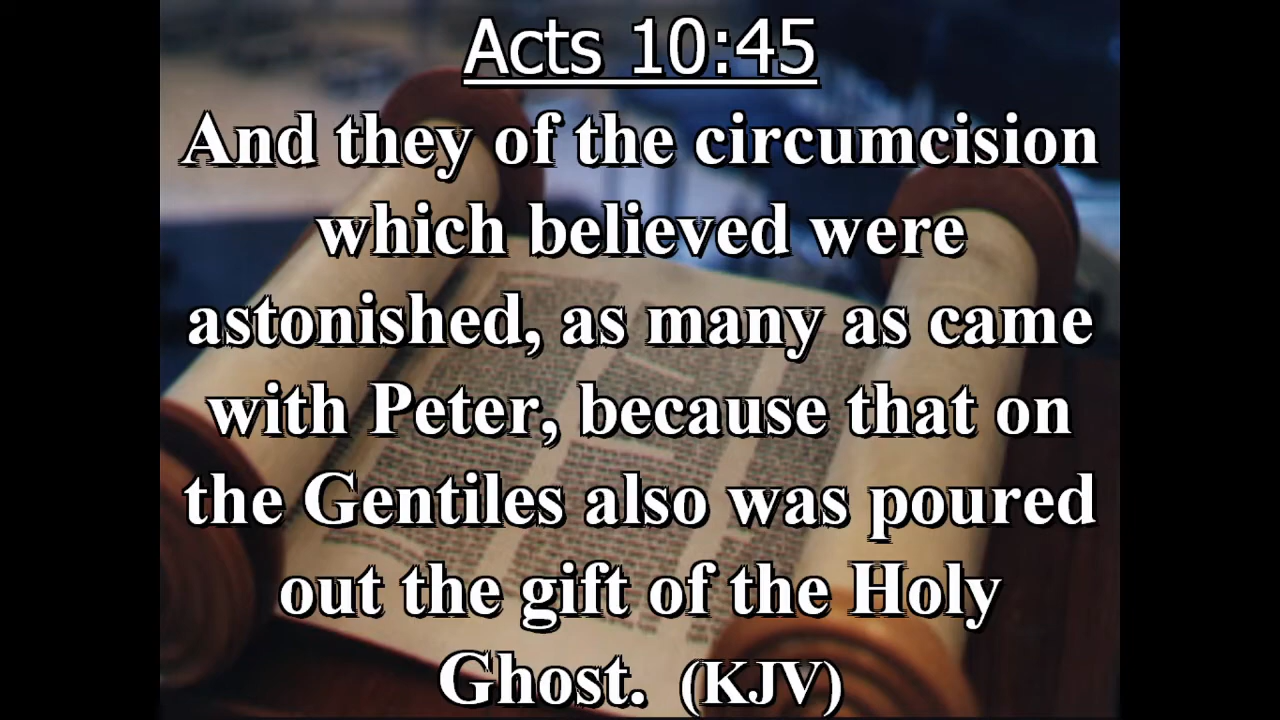 Acts 10:45
And they of the circumcision
which believed were
astonished, as many as came
with Peter, because that on
the Gentiles also was poured
out the gift of the Holy
Ghost. (KJV)